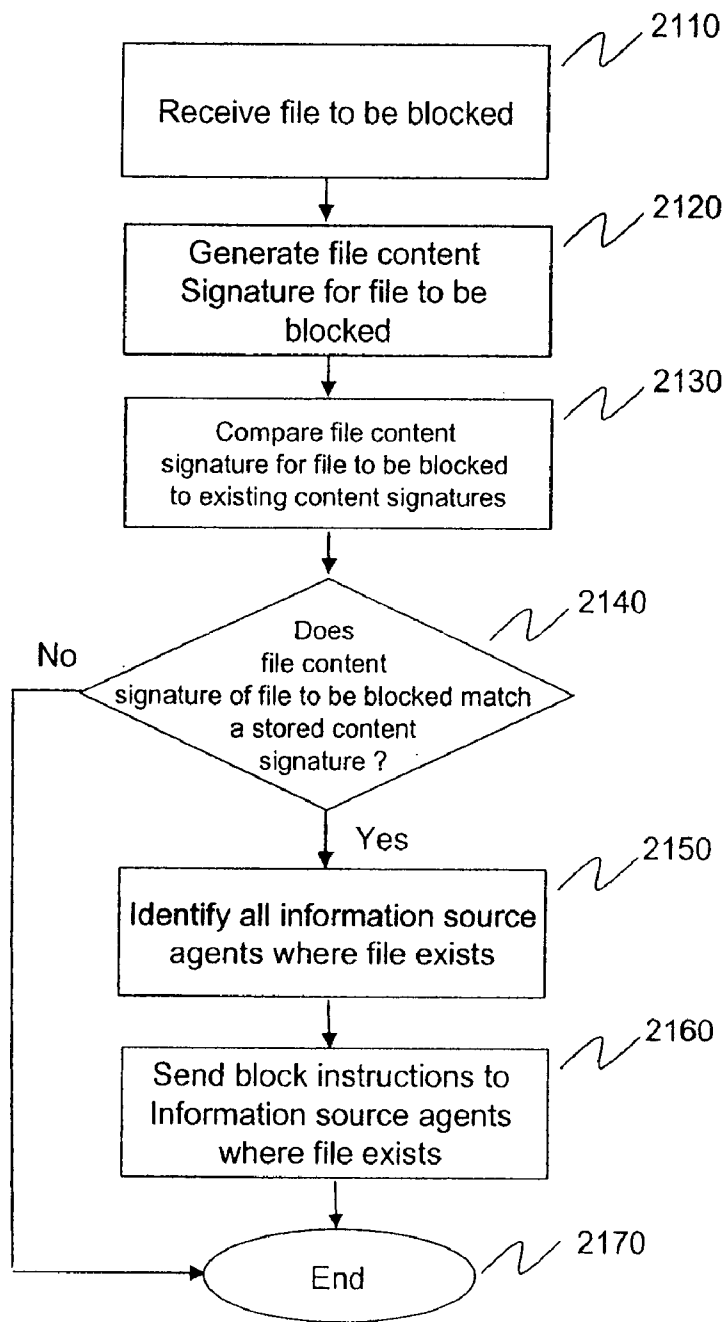 2110
Receive file to be blocked
2120
Generate file content
Signature for file to be
blocked
2130
Compare file content
signature for file to be blocked
to existing content signatures
2140
No
Does
file content
signature of file to be blocked match
a stored content
signature ?
Yes
2150
Identify all information source
agents where file exists
2160
Send block instructions to
Information source agents
where file exists
2170
End